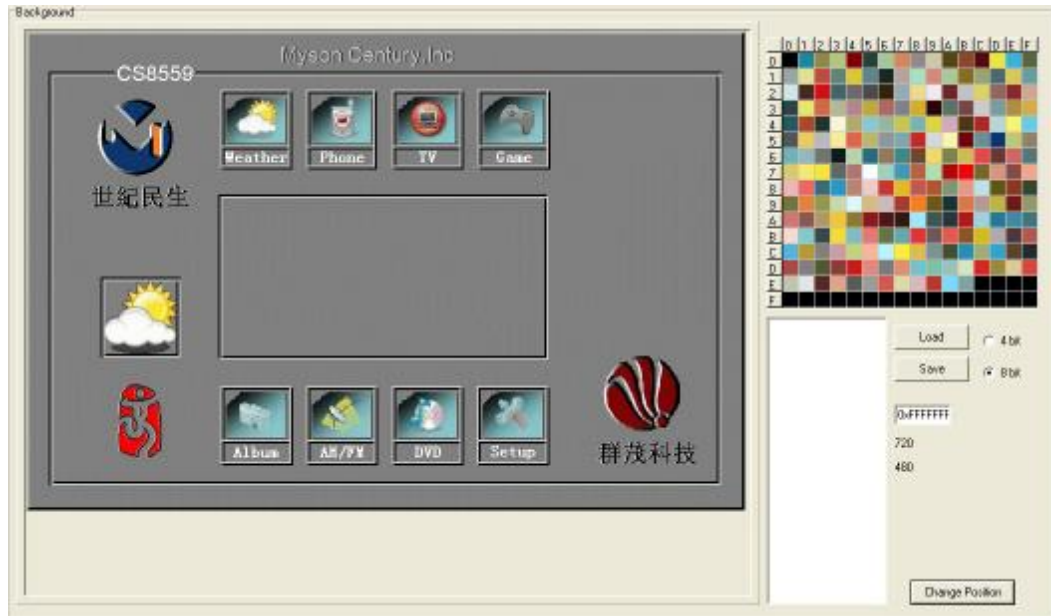 Background
Myson Century,Inc
CS8559
世紀民生
Weather
Phone
TV
Game
Album
AM/FM
DVD
Setup
群茂科技
0 1 2 3 4 5 6 7 8 9 A B C D E F
0
1
2
3
4
5
6
7
8
9
A
B
C
D
E
F
Load
4 bit
Save
8 bit
0xFFFFFFF
720
480
Change Position